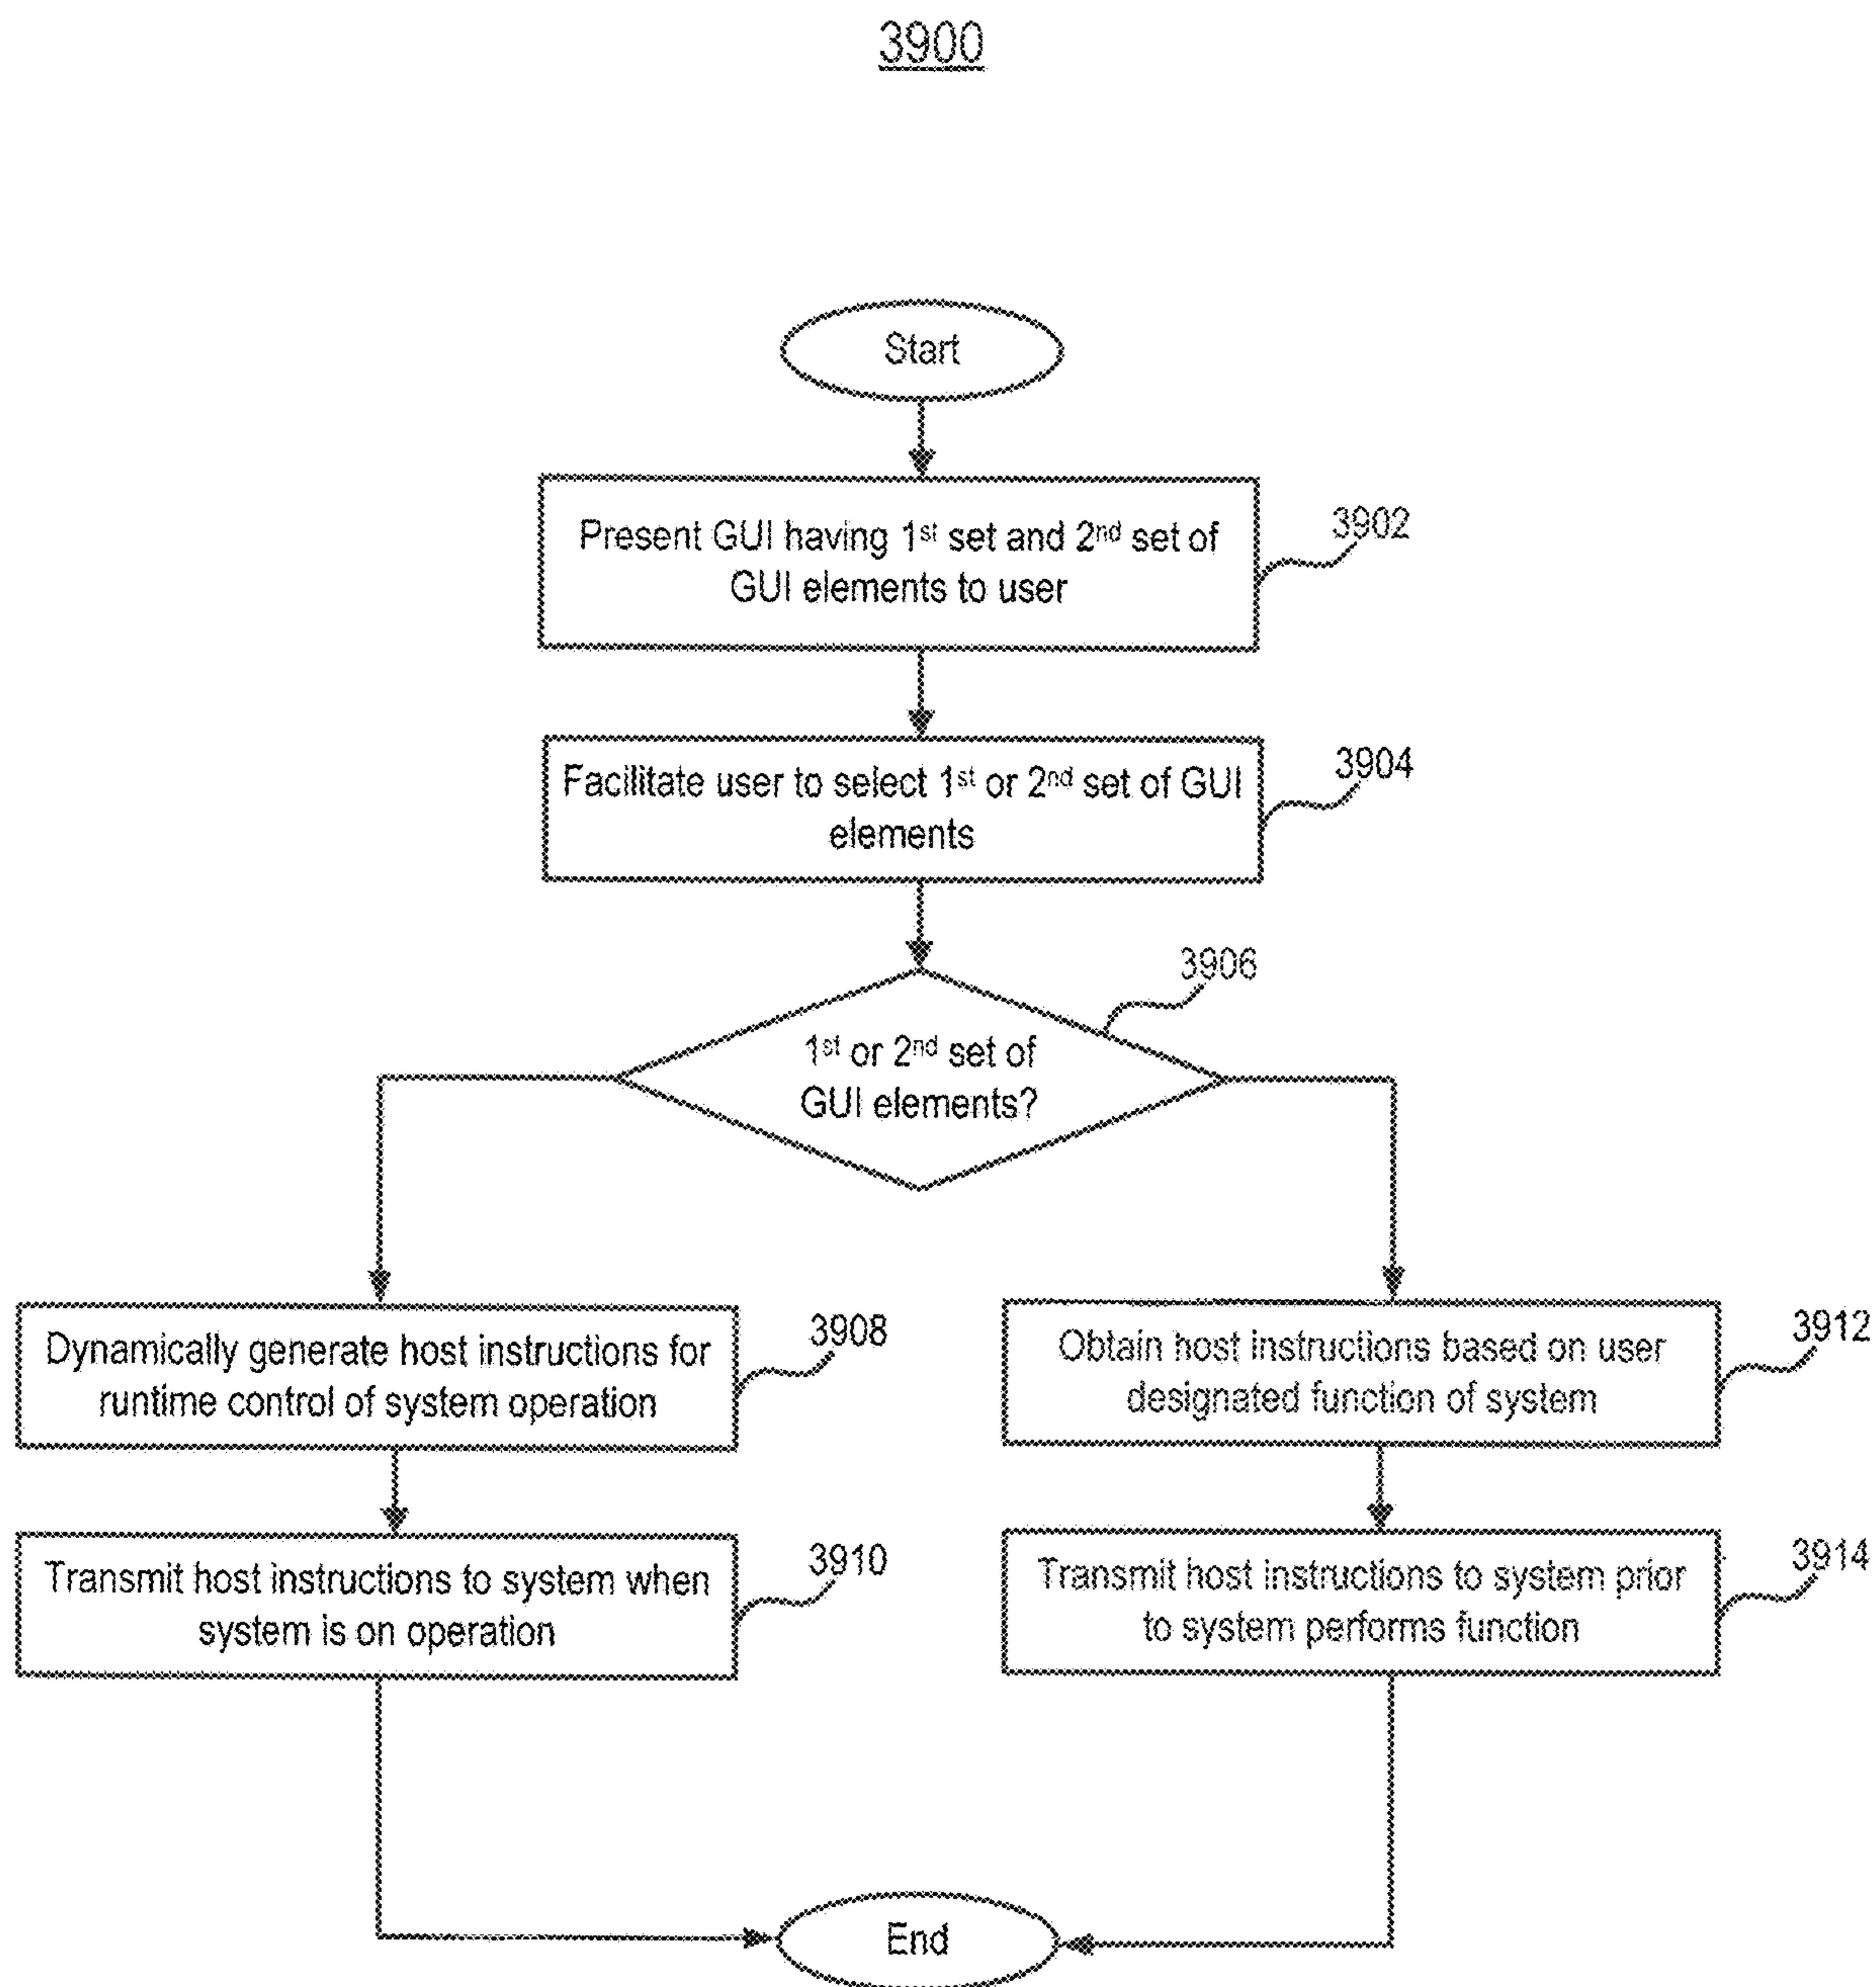 3900
Start
Present GUI having 1st set and 2nd set of
GUI elements to user
3902
Facilitate user to select 1st or 2nd set of GUI
elements
3904
3906
1st or 2nd set of
GUI elements?
Dynamically generate host instructions for
runtime control of system operation
3908
Obtain host instructions based on user
designated function of system
3912
Transmit host instructions to system when
system is on operation
3910
Transmit host instructions to system prior
to system performs function
3914
End